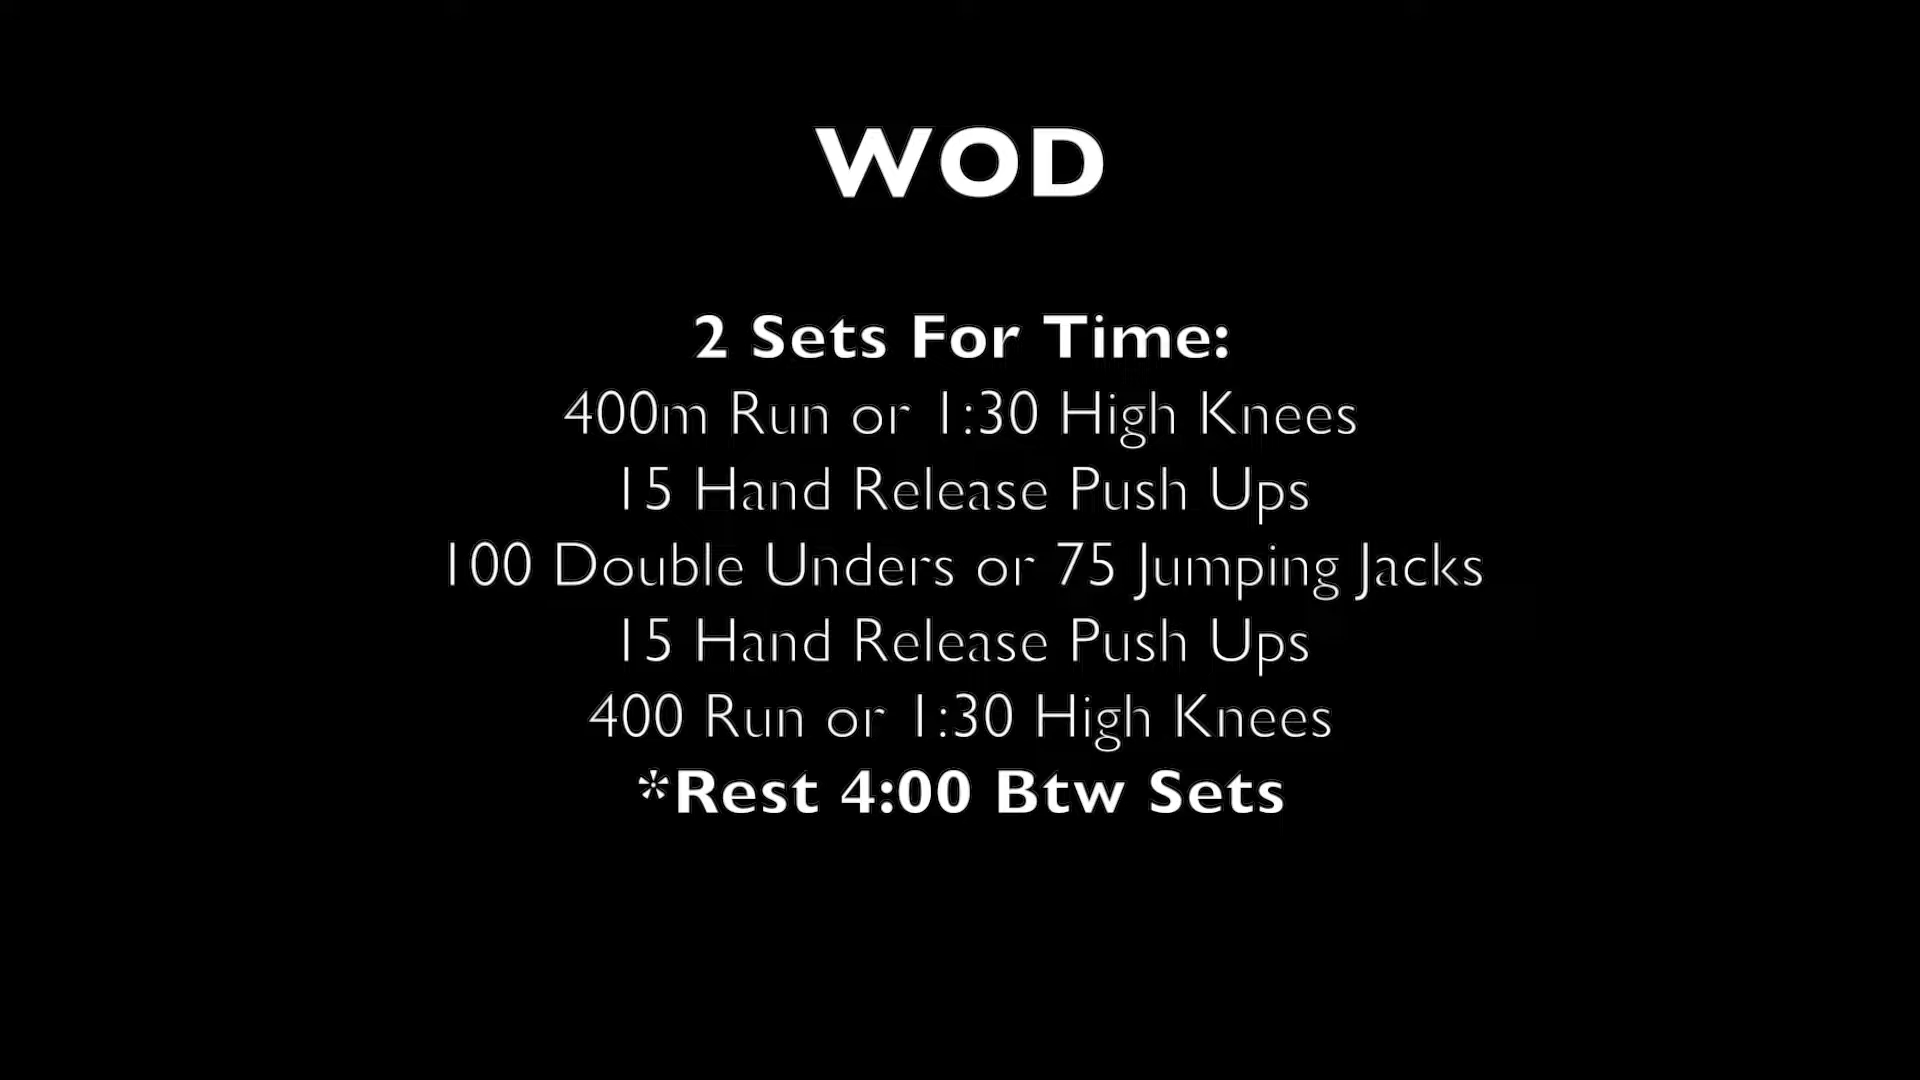 WOD
2 Sets For Time:
400m Run or 1:30 High Knees
15 Hand Release Push Ups
100 Double Unders or 75 Jumping Jacks
15 Hand Release Push Ups
400 Run or 1:30 High Knees
*Rest 4:00 Btw Sets